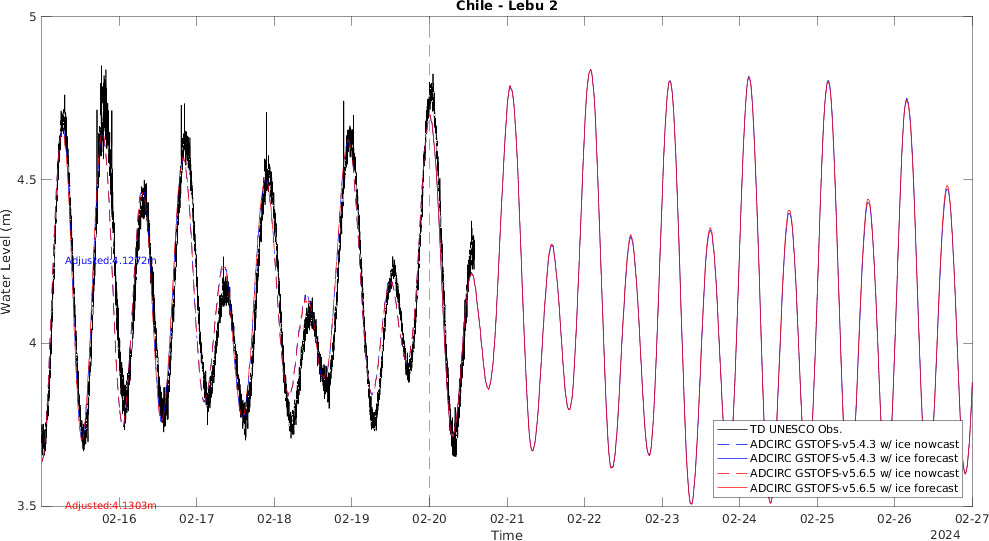 Chile - Lebu 2
5
4.5
4
3.5
Water Level (m)
Adjusted:4.1272m
Adjusted:4.1303m
TD UNESCO Obs.
ADCIRC GSTOFS-v5.4.3 w/ ice nowcast
ADCIRC GSTOFS-v5.4.3 w/ ice forecast
ADCIRC GSTOFS-v5.6.5 w/ ice nowcast
ADCIRC GSTOFS-v5.6.5 w/ ice forecast
02-16 02-17 02-18 02-19 02-20 02-21 02-22 02-23 02-24 02-25 02-26 02-27
Time
2024